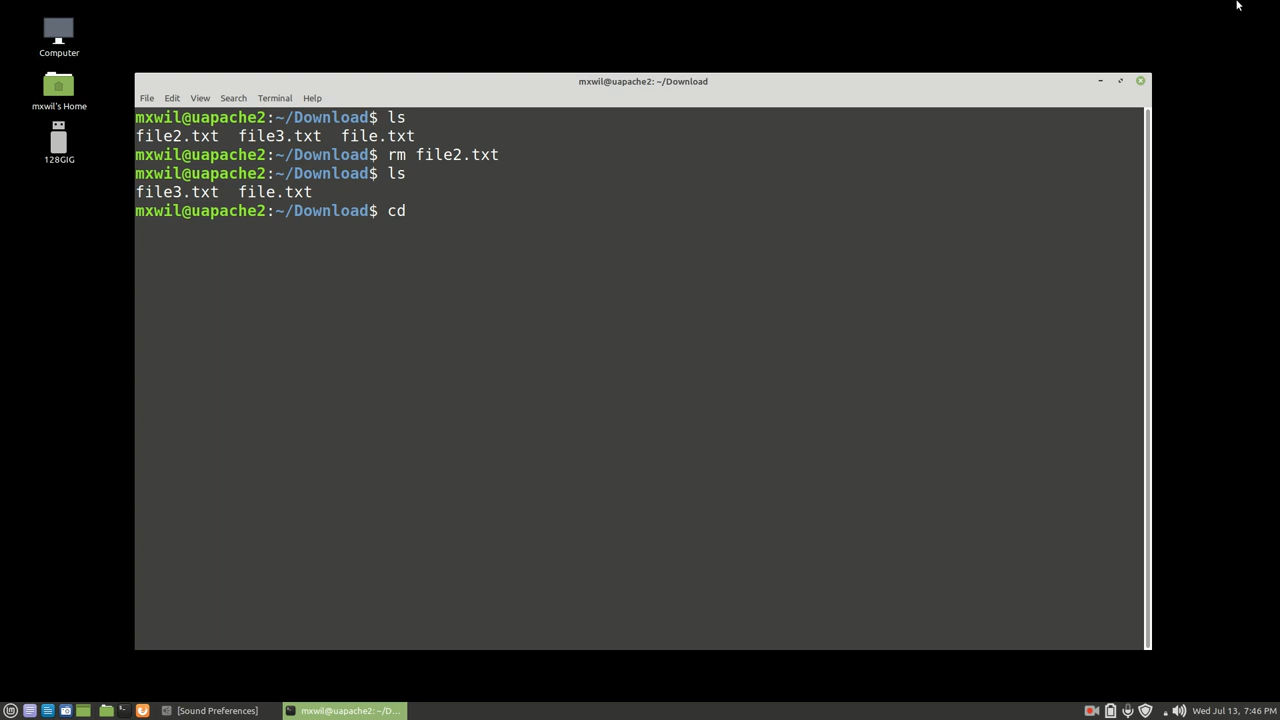 Computer
mxwil's Home
128GIG
mxwil@uapache2: ~/Download
File Edit View Search Terminal Help
mxwil@uapache2:~/Download$ ls
file2.txt  file3.txt  file.txt
mxwil@uapache2:~/Download$ rm file2.txt
mxwil@uapache2:~/Download$ ls
file3.txt  file.txt
mxwil@uapache2:~/Download$ cd
[Sound Preferences]
mxwil@uapache2: ~/D...
Wed Jul 13, 7:46 PM